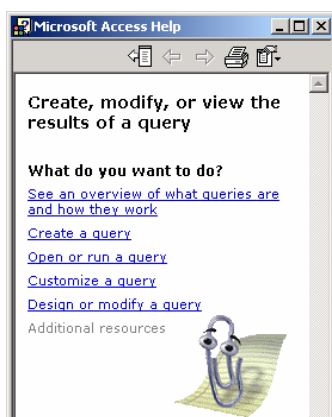 Microsoft Access Help
Create, modify, or view the
results of a query
What do you want to do?
See an overview of what queries are
and how they work
Create a query
Open or run a query
Customize a query
Design or modify a query
Additional resources